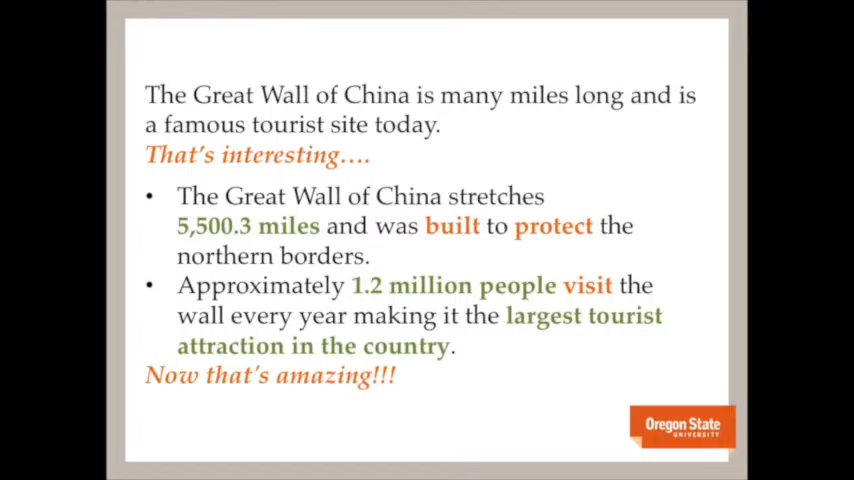 The Great Wall of China is many miles long and is
a famous tourist site today.
That's interesting....
• The Great Wall of China stretches
5,500.3 miles and was built to protect the
northern borders.
• Approximately 1.2 million people visit the
wall every year making it the largest tourist
attraction in the country.
Now that's amazing!!!
Oregon State
UNIVERSITY